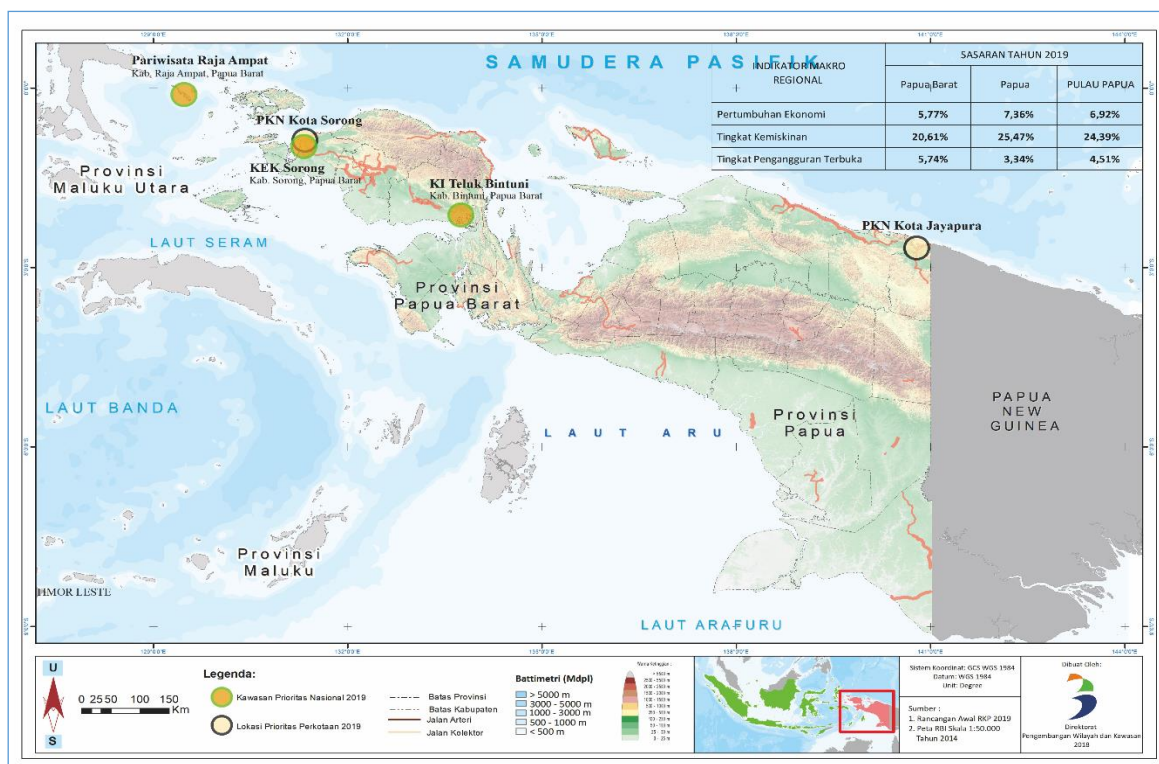 Pariwisata Raja Ampat
Kab, Raja Ampat, Papua Barat
SAMUDERA PASIFIK
INDIKATOR MAKRO
REGIONAL
SASARAN TAHUN 2019
Papua Barat Papua PULAU PAPUA
Pertumbuhan Ekonomi 5,77% 7,36% 6,92%
Tingkat Kemiskinan 20,61% 25,47% 24,39%
Tingkat Pengangguran Terbuka 5,74% 3,34% 4,51%
PKN Kota Sorong
KEK Sorong
Kab. Sorong, Papua Barat
Provinsi
Maluku Utara
KI Teluk Bintuni
Kab. Bintuni, Papua Barat
PKN Kota Jayapura
LAUT SERAM
Provinsi
Papua Barat
LAUT BANDA
LAUT ARU
Provinsi
Papua
PAPUA
NEW
GUINEA
Provinsi
Maluku
TIMOR LESTE
LAUT ARAFURU
U
S
0 25 50 100 150
Km
Legenda:
Kawasan Prioritas Nasional 2019
Lokasi Prioritas Perkotaan 2019
Batas Provinsi
Batas Kabupaten
Jalan Arteri
Jalan Kolektor
Battimetri (Mdpl)
> 5000 m
3000 - 5000 m
1000 - 3000 m
500 - 1000 m
< 500 m
Sistem Koordinat: GCS WGS 1984
Datum: WGS 1984
Unit: Degree
Sumber :
1. Rancangan Awal RKP 2019
2. Peta RBI Skala 1:50.000
Tahun 2014
Dibuat Oleh:
Direktorat
Pengembangan Wilayah dan Kawasan
2018